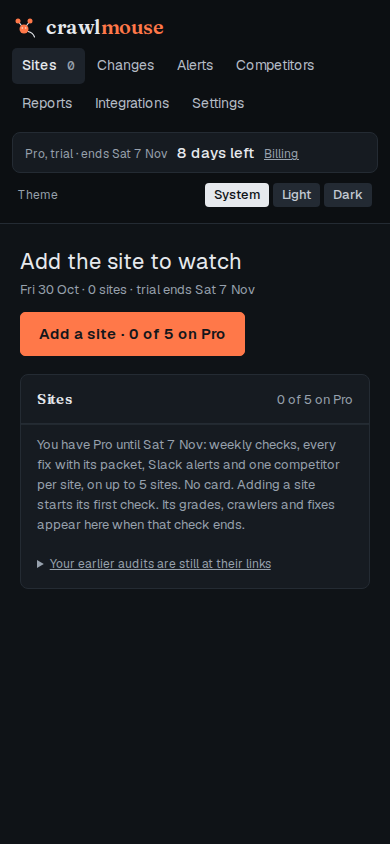 crawlmouse
Sites 0 Changes Alerts Competitors
Reports Integrations Settings
Pro, trial · ends Sat 7 Nov 8 days left Billing
Theme System Light Dark
Add the site to watch
Fri 30 Oct · 0 sites · trial ends Sat 7 Nov
Add a site · 0 of 5 on Pro
Sites 0 of 5 on Pro
You have Pro until Sat 7 Nov: weekly checks, every
fix with its packet, Slack alerts and one competitor
per site, on up to 5 sites. No card. Adding a site
starts its first check. Its grades, crawlers and fixes
appear here when that check ends.
Your earlier audits are still at their links